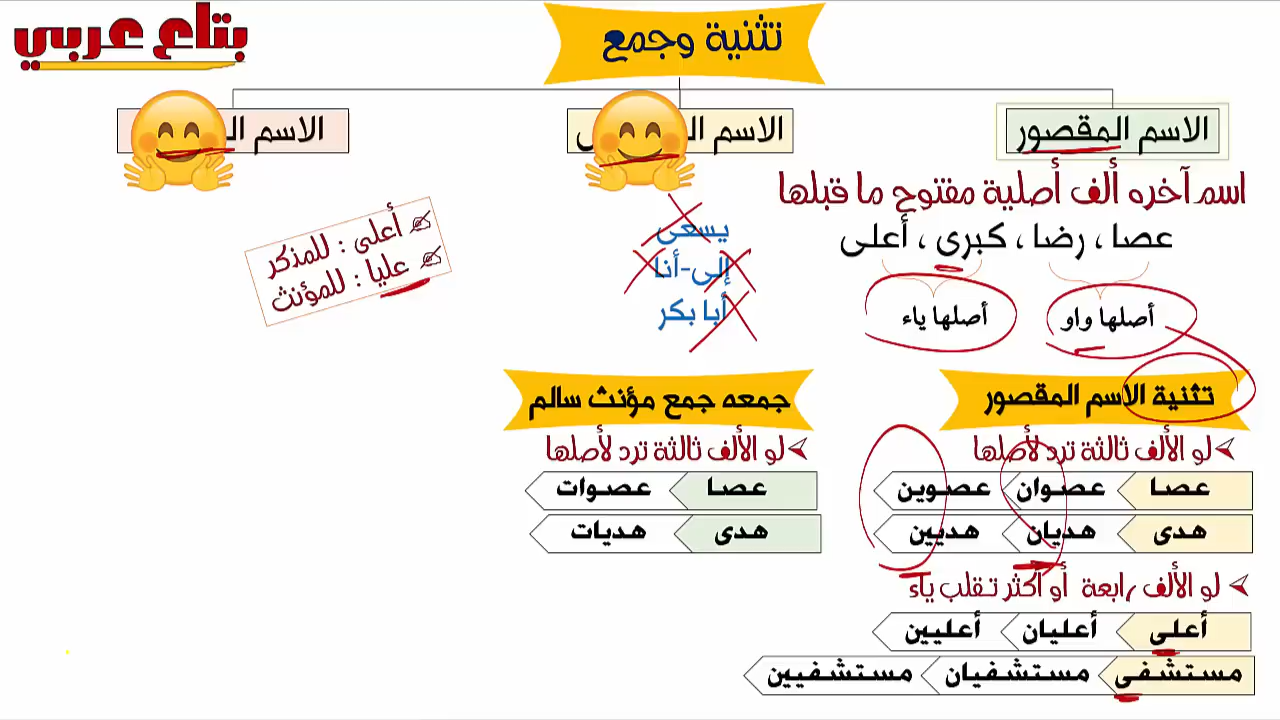 بتاع عربي
تثنية وجمع
الاسم المقصور
الاسم
الاسم
اسم آخره ألف أصلية مفتوح ما قبلها
عصا ، رضا ، كبرى ، أعلى
أصلها واو
أصلها ياء
يسعى
إلى-أنا
أبا بكر
أعلى : للمذكر
عليا : للمؤنث
تثنية الاسم المقصور
لو الألف ثالثة ترد لأصلها
عصا عصوان عصوين
هدى هديان هديين
لو الألف رابعة أو أكثر تقلب ياء
أعلى أعليان أعليين
مستشفى مستشفيان مستشفيين
جمعه جمع مؤنث سالم
لو الألف ثالثة ترد لأصلها
عصا عصوات
هدى هديات